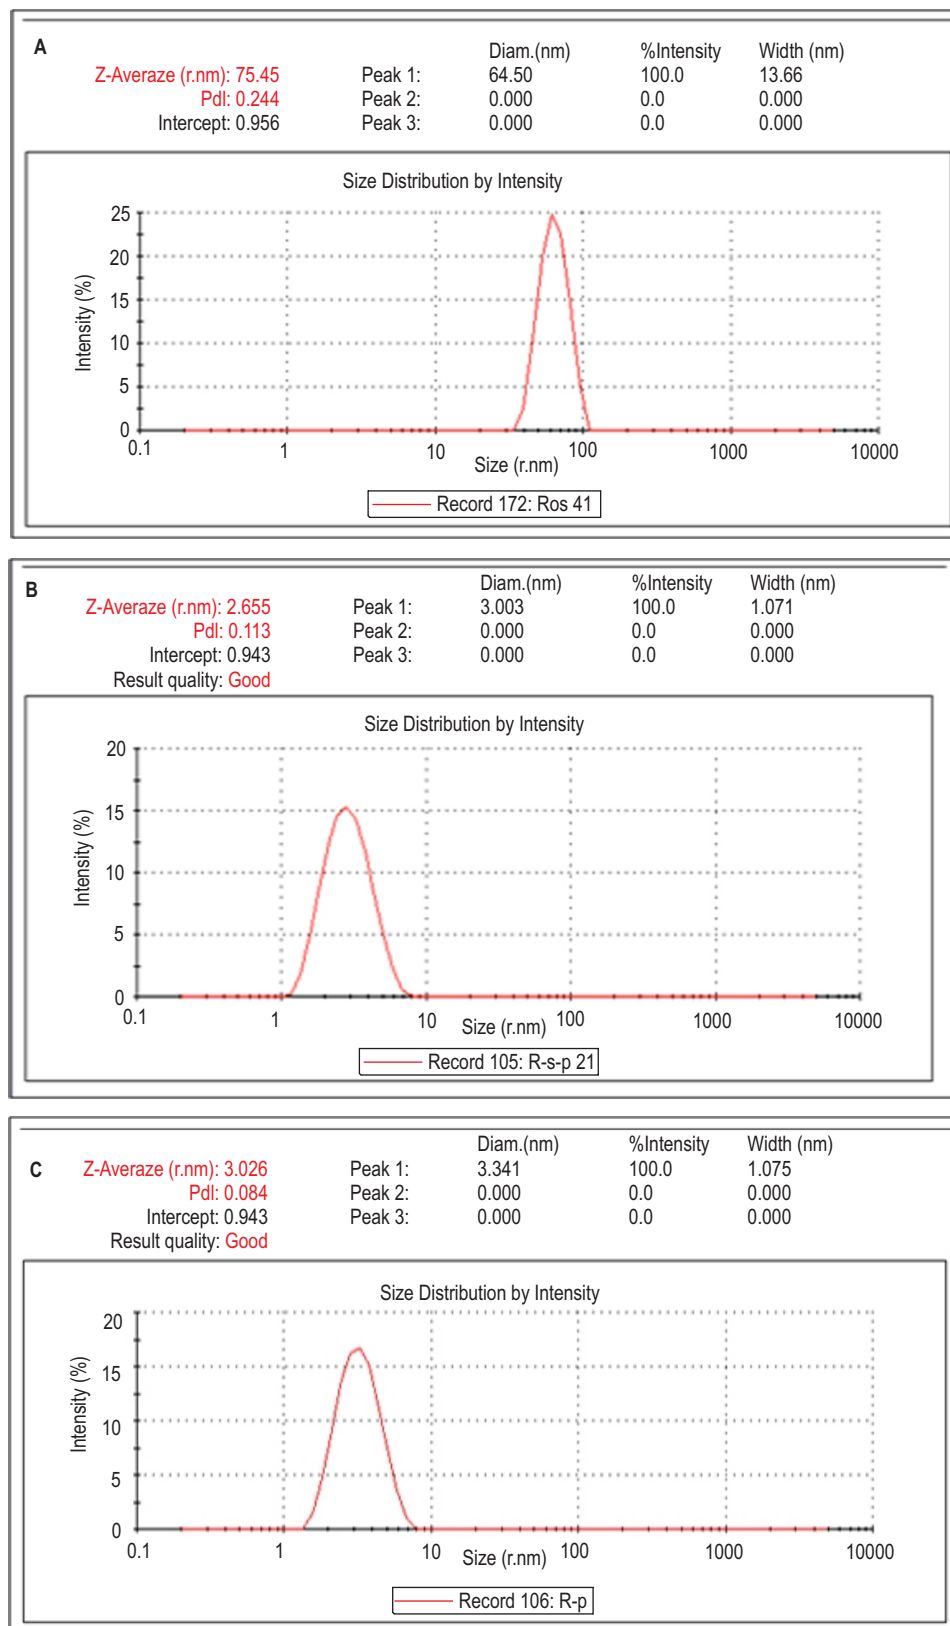 A
Diam.(nm) %Intensity Width (nm)
Z-Averaze (r.nm): 75.45 Peak 1: 64.50 100.0 13.66
Pdl: 0.244 Peak 2: 0.000 0.0 0.000
Intercept: 0.956 Peak 3: 0.000 0.0 0.000
Size Distribution by Intensity
Intensity (%)
25
20
15
10
5
0
0.1 1 10 100 1000 10000
Size (r.nm)
Record 172: Ros 41
B
Diam.(nm) %Intensity Width (nm)
Z-Averaze (r.nm): 2.655 Peak 1: 3.003 100.0 1.071
Pdl: 0.113 Peak 2: 0.000 0.0 0.000
Intercept: 0.943 Peak 3: 0.000 0.0 0.000
Result quality: Good
Size Distribution by Intensity
Intensity (%)
20
15
10
5
0
0.1 1 10 100 1000 10000
Size (r.nm)
Record 105: R-s-p 21
C
Diam.(nm) %Intensity Width (nm)
Z-Averaze (r.nm): 3.026 Peak 1: 3.341 100.0 1.075
Pdl: 0.084 Peak 2: 0.000 0.0 0.000
Intercept: 0.943 Peak 3: 0.000 0.0 0.000
Result quality: Good
Size Distribution by Intensity
Intensity (%)
20
15
10
5
0
0.1 1 10 100 1000 10000
Size (r.nm)
Record 106: R-p